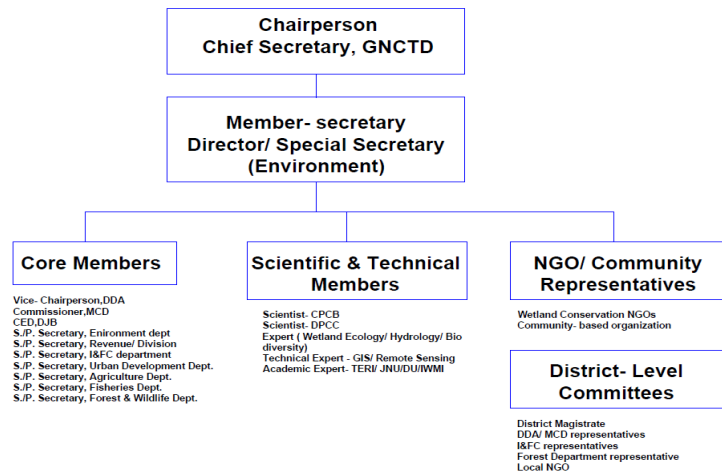 Chairperson
Chief Secretary, GNCTD
Member- secretary
Director/ Special Secretary
(Environment)
Core Members
Vice- Chairperson,DDA
Commissioner,MCD
CED,DJB
S./P. Secretary, Enironment dept
S./P. Secretary, Revenue/ Division
S./P. Secretary, I&FC department
S./P. Secretary, Urban Development Dept.
S./P. Secretary, Agriculture Dept.
S./P. Secretary, Fisheries Dept.
S./P. Secretary, Forest & Wildlife Dept.
Scientific & Technical
Members
Scientist- CPCB
Scientist- DPCC
Expert ( Wetland Ecology/ Hydrology/ Bio
diversity)
Technical Expert - GIS/ Remote Sensing
Academic Expert- TERI/ JNU/DU/IWMI
NGO/ Community
Representatives
Wetland Conservation NGOs
Community- based organization
District- Level
Committees
District Magistrate
DDA/ MCD representatives
I&FC representatives
Forest Department representative
Local NGO